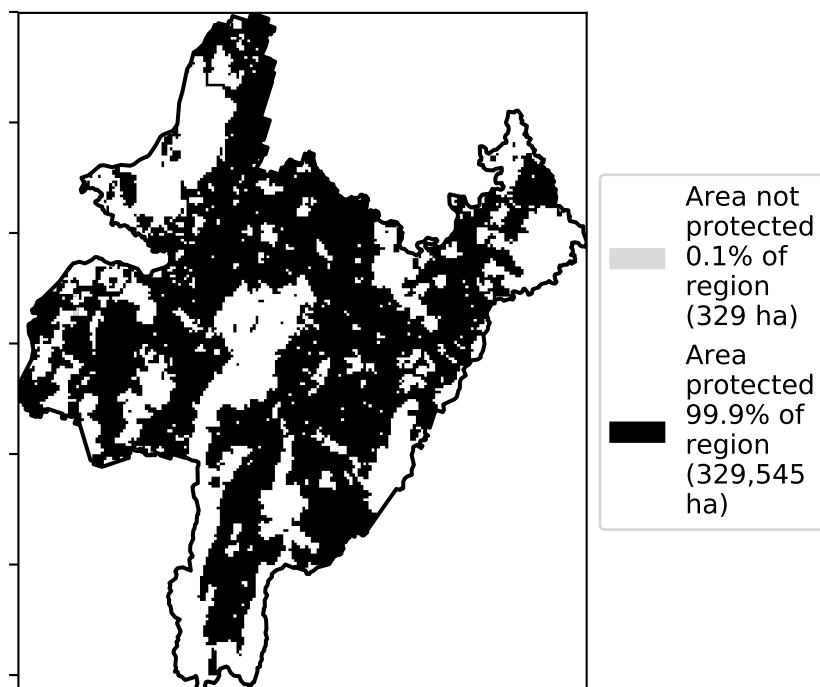 Area not
protected
0.1% of
region
(329 ha)
Area
protected
99.9% of
region
(329,545
ha)